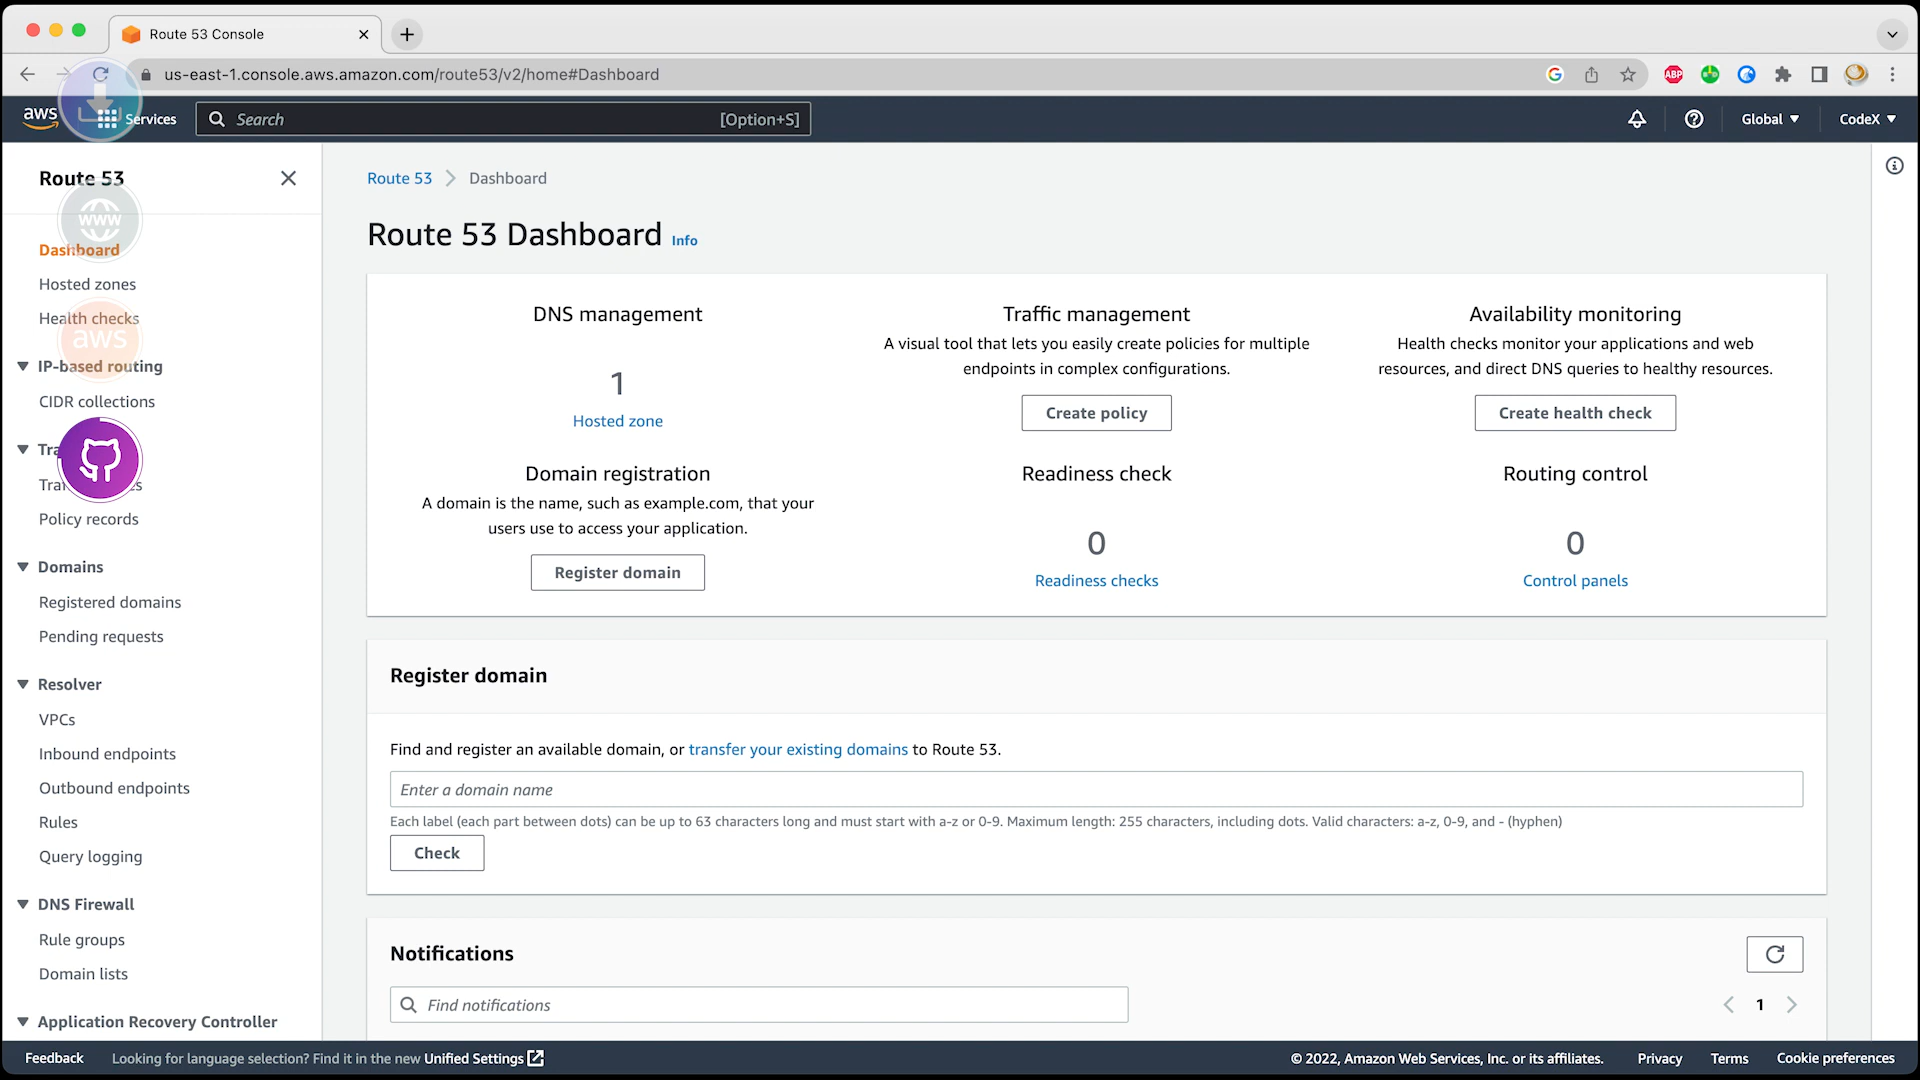 Route 53 Console
us-east-1.console.aws.amazon.com/route53/v2/home#Dashboard
ABP
aws
Services
Search
[Option+S]
Global
CodeX
Route 53
www
Dashboard
Hosted zones
Health checks
aws
IP-based routing
CIDR collections
Policy records
Domains
Registered domains
Pending requests
Resolver
VPCs
Inbound endpoints
Outbound endpoints
Rules
Query logging
DNS Firewall
Rule groups
Domain lists
Application Recovery Controller
Route 53
Dashboard
Route 53 Dashboard Info
DNS management
1
Hosted zone
Traffic management
A visual tool that lets you easily create policies for multiple
endpoints in complex configurations.
Create policy
Availability monitoring
Health checks monitor your applications and web
resources, and direct DNS queries to healthy resources.
Create health check
Domain registration
A domain is the name, such as example.com, that your
users use to access your application.
Register domain
Readiness check
0
Readiness checks
Routing control
0
Control panels
Register domain
Find and register an available domain, or transfer your existing domains to Route 53.
Enter a domain name
Each label (each part between dots) can be up to 63 characters long and must start with a-z or 0-9. Maximum length: 255 characters, including dots. Valid characters: a-z, 0-9, and - (hyphen)
Check
Notifications
Find notifications
1
Feedback
Looking for language selection? Find it in the new Unified Settings
© 2022, Amazon Web Services, Inc. or its affiliates.
Privacy
Terms
Cookie preferences